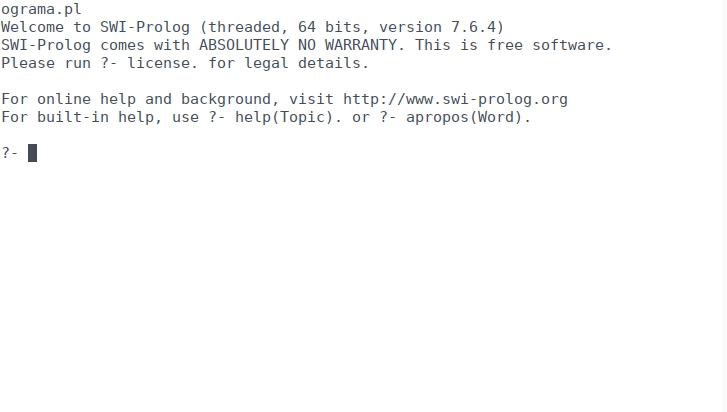 ograma.pl
Welcome to SWI-Prolog (threaded, 64 bits, version 7.6.4)
SWI-Prolog comes with ABSOLUTELY NO WARRANTY. This is free software.
Please run ?- license. for legal details.
For online help and background, visit http://www.swi-prolog.org
For built-in help, use ?- help(Topic). or ?- apropos(Word).
?-